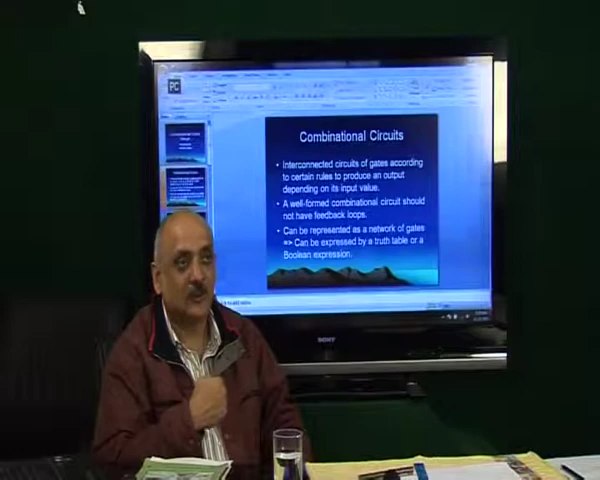 PC
Combinational Circuits
• Interconnected circuits of gates according
to certain rules to produce an output
depending on its input value.
• A well-formed combinational circuit should
not have feedback loops.
• Can be represented as a network of gates
=> Can be expressed by a truth table or a
Boolean expression.
SONY